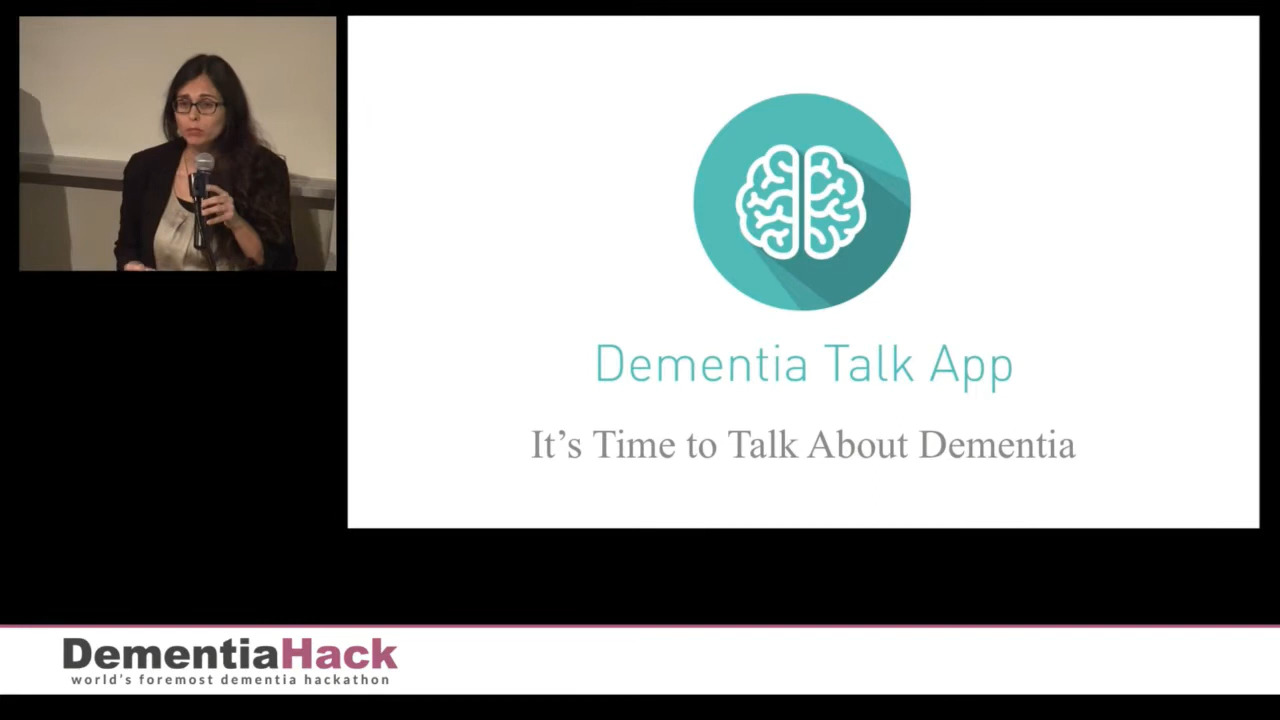 Dementia Talk App
It's Time to Talk About Dementia
DementiaHack
world's foremost dementia hackathon